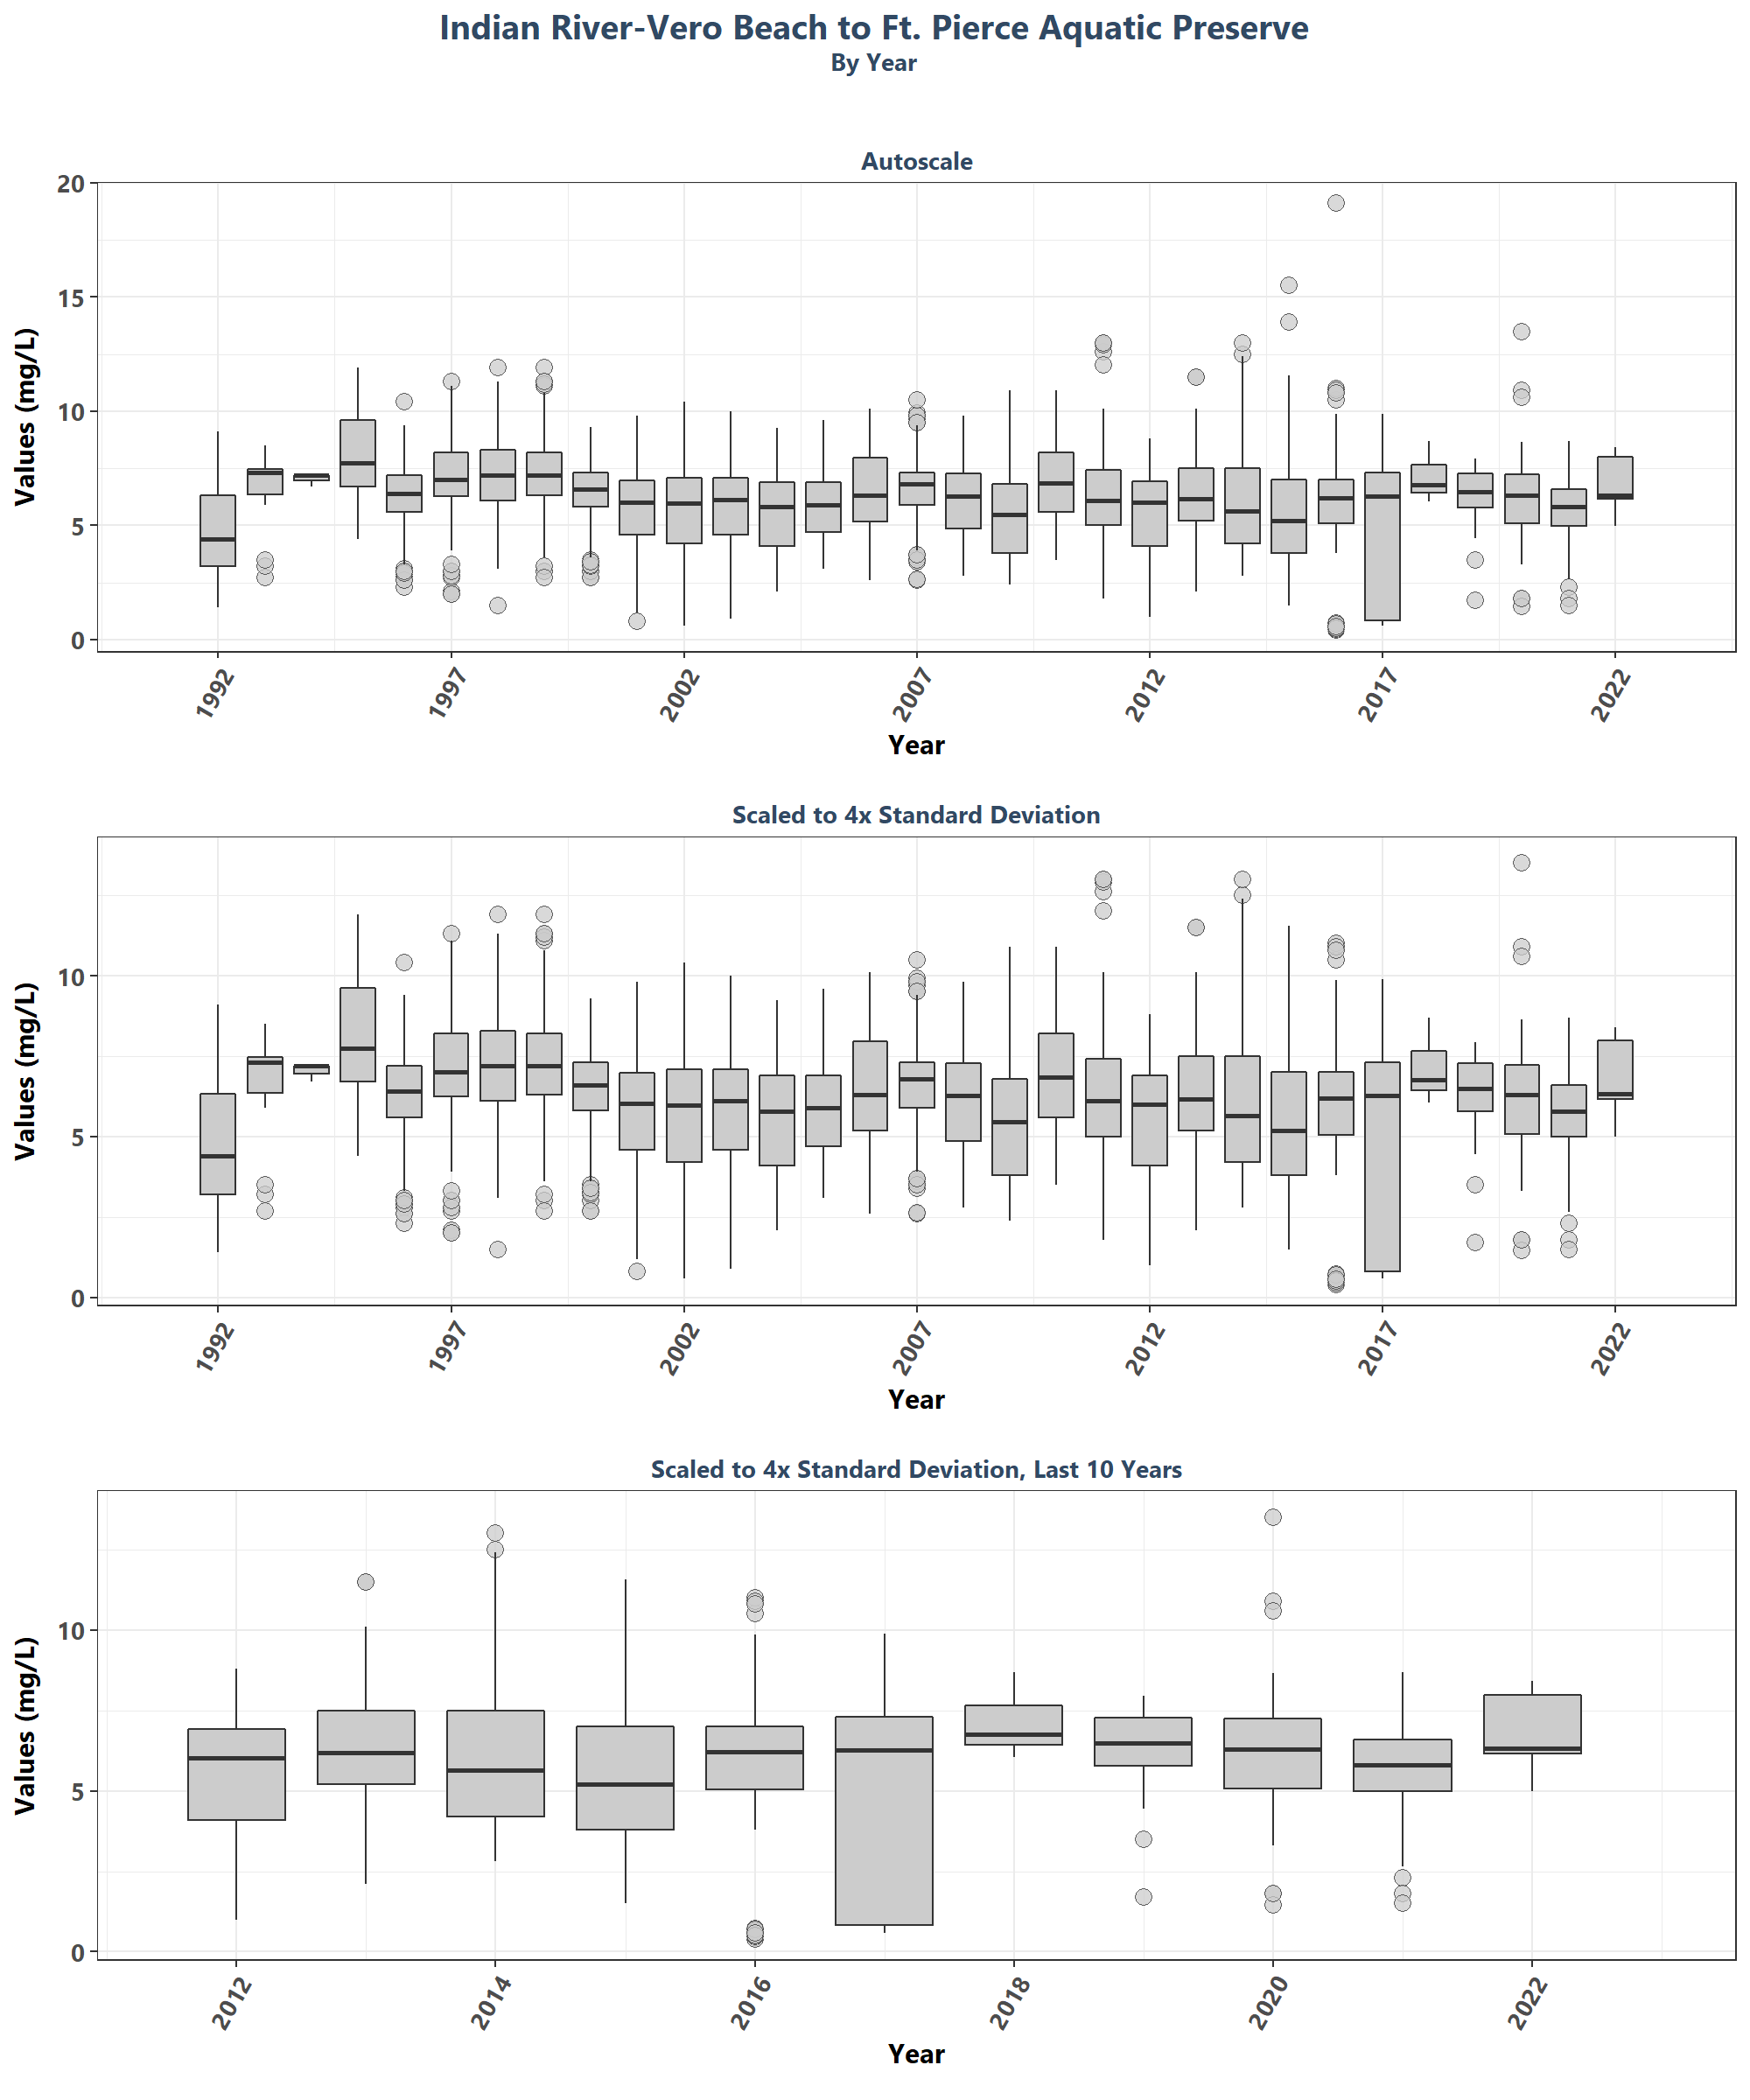 Indian River-Vero Beach to Ft. Pierce Aquatic Preserve
By Year
Autoscale
Values (mg/L)
20
15
10
5
0
1992 1997 2002 2007 2012 2017 2022
Year
Scaled to 4x Standard Deviation
Values (mg/L)
10
5
0
1992 1997 2002 2007 2012 2017 2022
Year
Scaled to 4x Standard Deviation, Last 10 Years
Values (mg/L)
10
5
0
2012 2014 2016 2018 2020 2022
Year